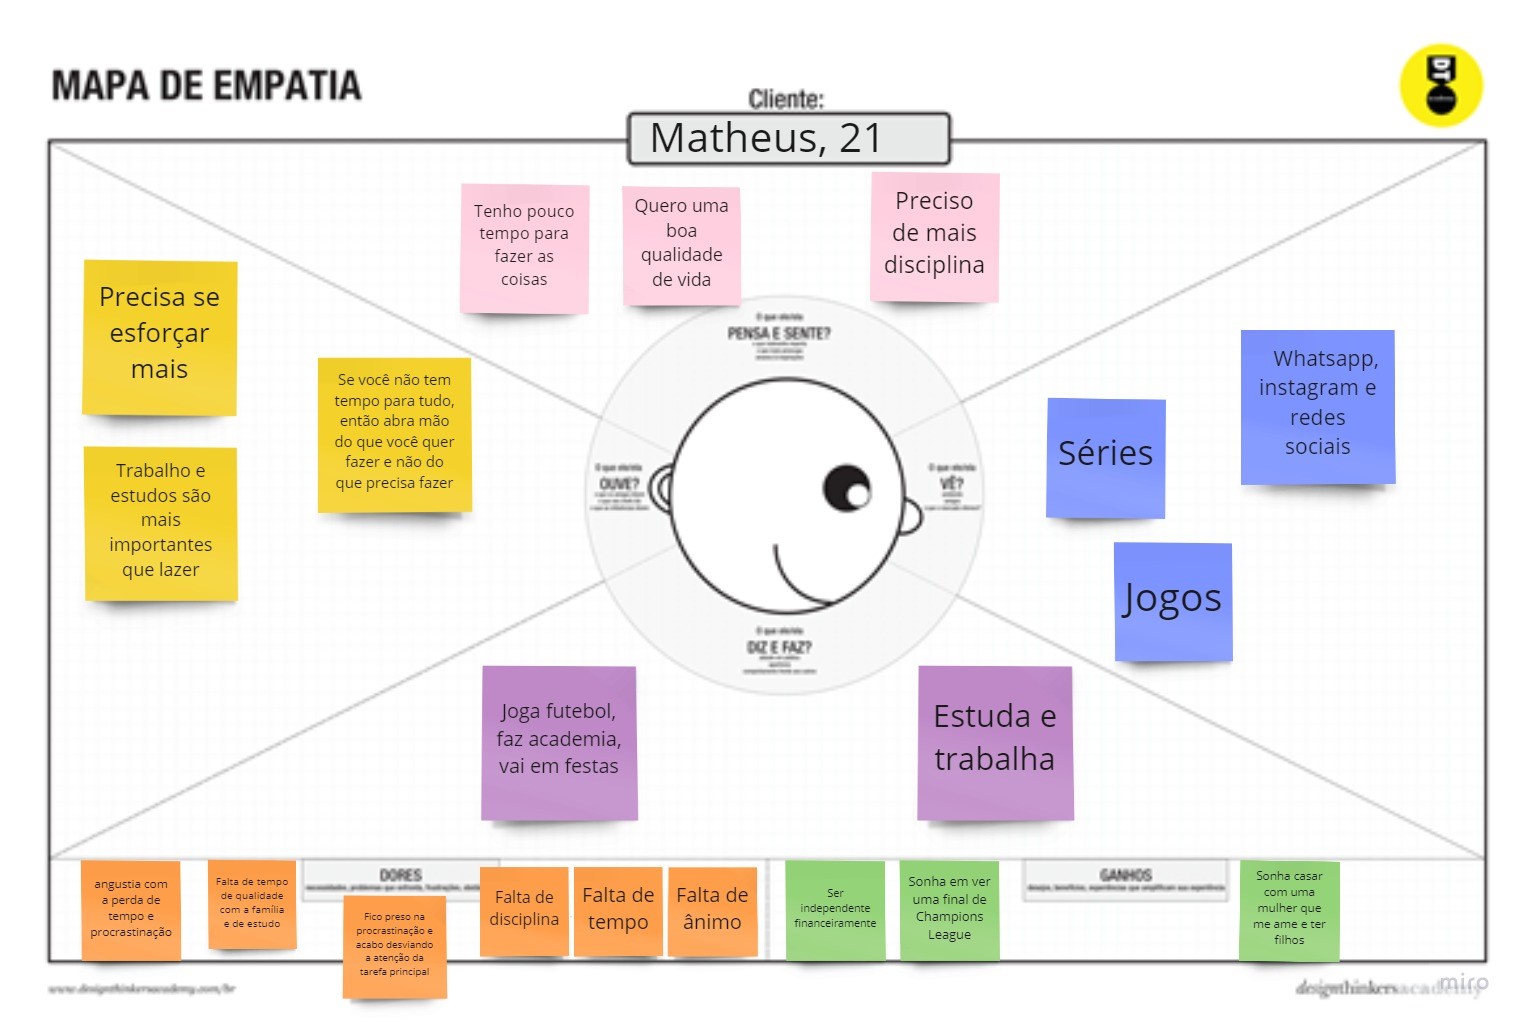 MAPA DE EMPATIA
DT
Cliente:
Matheus, 21
Tenho pouco
tempo para
fazer as
coisas
Quero uma
boa
qualidade
de vida
Preciso
de mais
disciplina
Precisa se
esforçar
mais
Se você não tem
tempo para tudo,
então abra mão
do que você quer
fazer e não do
que precisa fazer
Trabalho e
estudos são
mais
importantes
que lazer
O que ele/ela
PENSA E SENTE?
O que ele/ela
OUVE?
O que ele/ela
VÊ?
O que ele/ela
DIZ E FAZ?
Séries
Whatsapp,
instagram e
redes
sociais
Jogos
Joga futebol,
faz academia,
vai em festas
Estuda e
trabalha
DORES
angustia com
a perda de
tempo e
procrastinação
Falta de tempo
de qualidade
com a família
e de estudo
Fico preso na
procrastinação e
acabo desviando
a atenção da
tarefa principal
Falta de
disciplina
Falta de
tempo
Falta de
ânimo
GANHOS
Ser
independente
financeiramente
Sonha em ver
uma final de
Champions
League
Sonha casar
com uma
mulher que
me ame e ter
filhos
www.designthinkersacademy.com/br
designthinkersacademy
miro